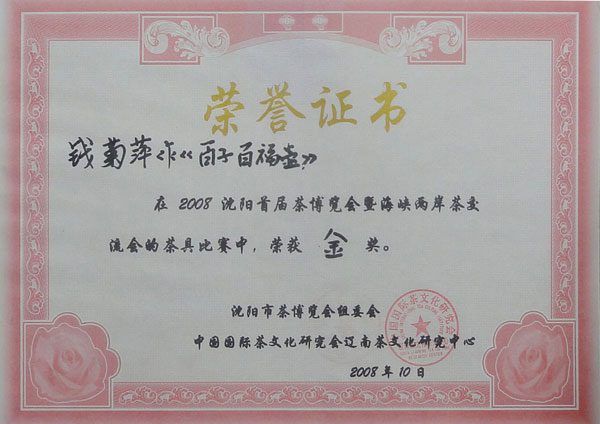 荣誉证书
钱菊萍作《百子百福壶》
在 2008 沈阳首届茶博览会暨海峡两岸茶交
流会的茶具比赛中，荣获 金 奖。
沈阳市茶博览会组委会
中国国际茶文化研究会辽南茶文化研究中心
2008 年 10 日